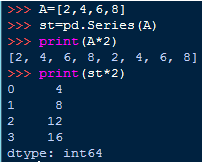 >>> A=[2,4,6,8]
>>> st=pd.Series(A)
>>> print(A*2)
[2, 4, 6, 8, 2, 4, 6, 8]
>>> print(st*2)
0     4
1     8
2    12
3    16
dtype: int64